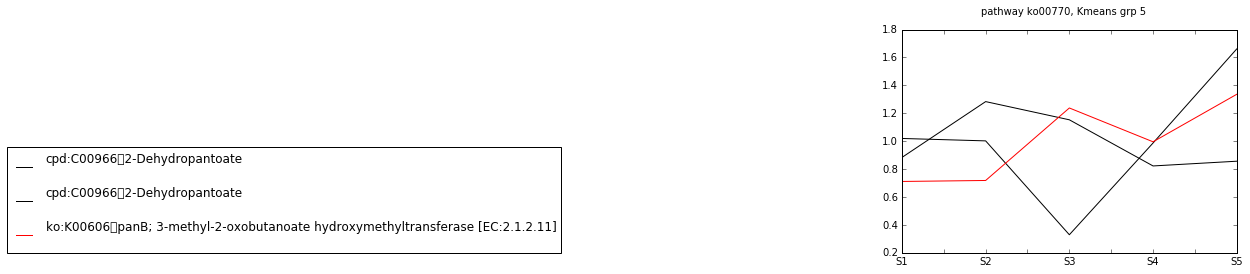 pathway ko00770, Kmeans grp 5
1.8
1.6
1.4
1.2
1.0
0.8
0.6
0.4
0.2
S1 S2 S3 S4 S5
cpd:C00966▯2-Dehydropantoate
cpd:C00966▯2-Dehydropantoate
ko:K00606▯panB; 3-methyl-2-oxobutanoate hydroxymethyltransferase [EC:2.1.2.11]